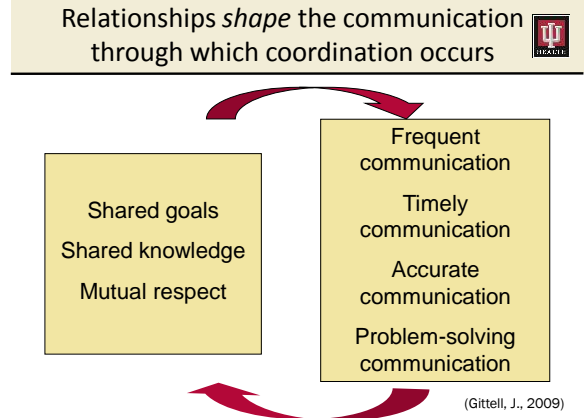 Relationships shape the communication
through which coordination occurs
HEALTH
Shared goals
Shared knowledge
Mutual respect
Frequent
communication
Timely
communication
Accurate
communication
Problem-solving
communication
(Gittell, J., 2009)